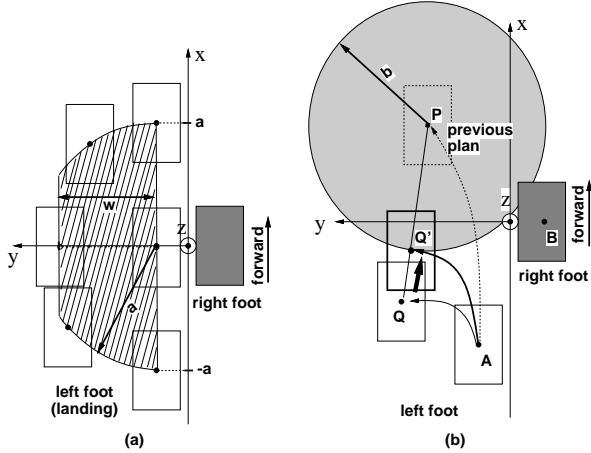 x
a
w
z
y
forward
right foot
a
left foot
(landing)
-a
(a)
x
b
P
previous
plan
z
y
B
Q'
forward
right foot
Q
A
left foot
(b)